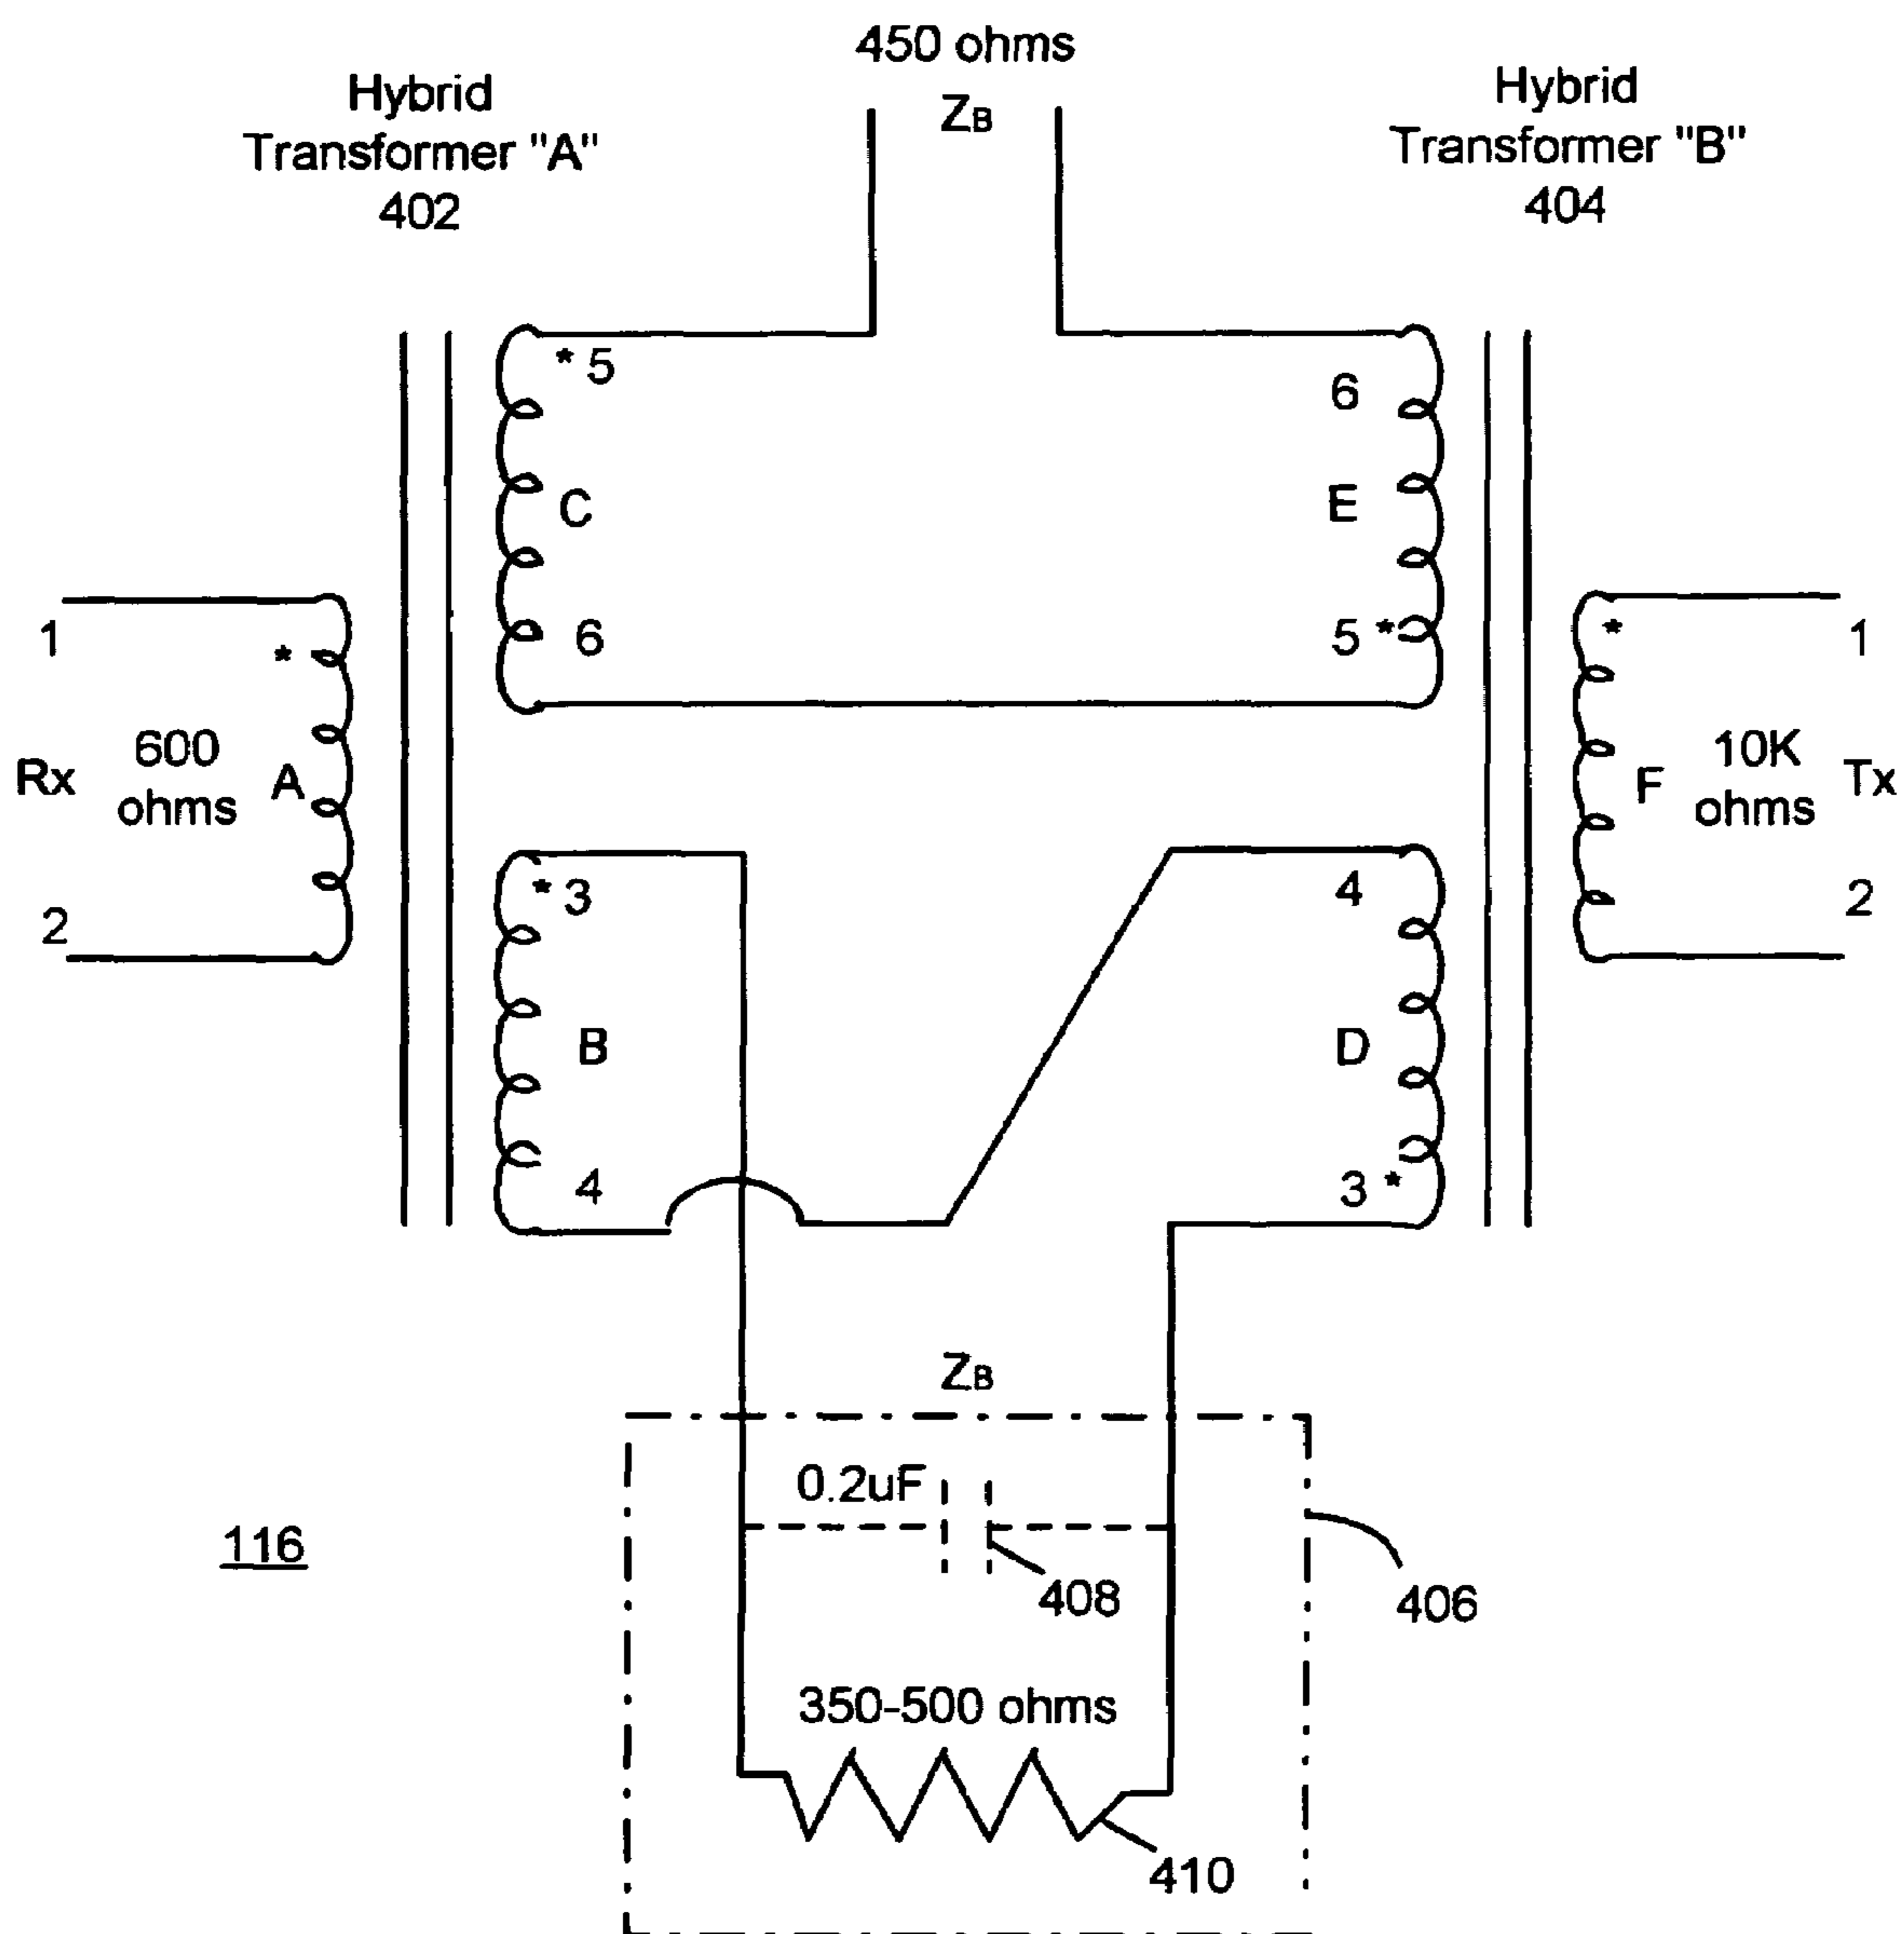 450 ohms
ZB
Hybrid
Transformer "A"
402
Hybrid
Transformer "B"
404
* 5
6
C
E
6
5 *
1
*
600
ohms
Rx
A
2
*
1
F
10K
ohms
Tx
2
* 3
4
B
D
4
3 *
ZB
0.2uF
408
406
116
350-500 ohms
410